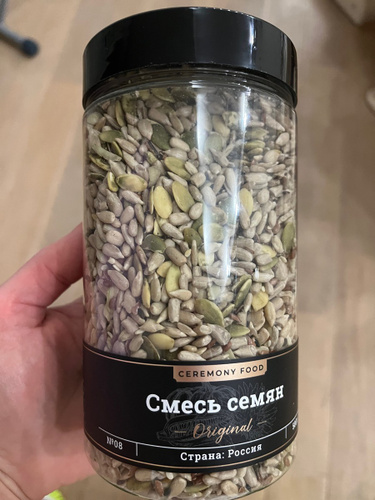 CEREMONY FOOD
Смесь семян
Original
№08
Страна: Россия